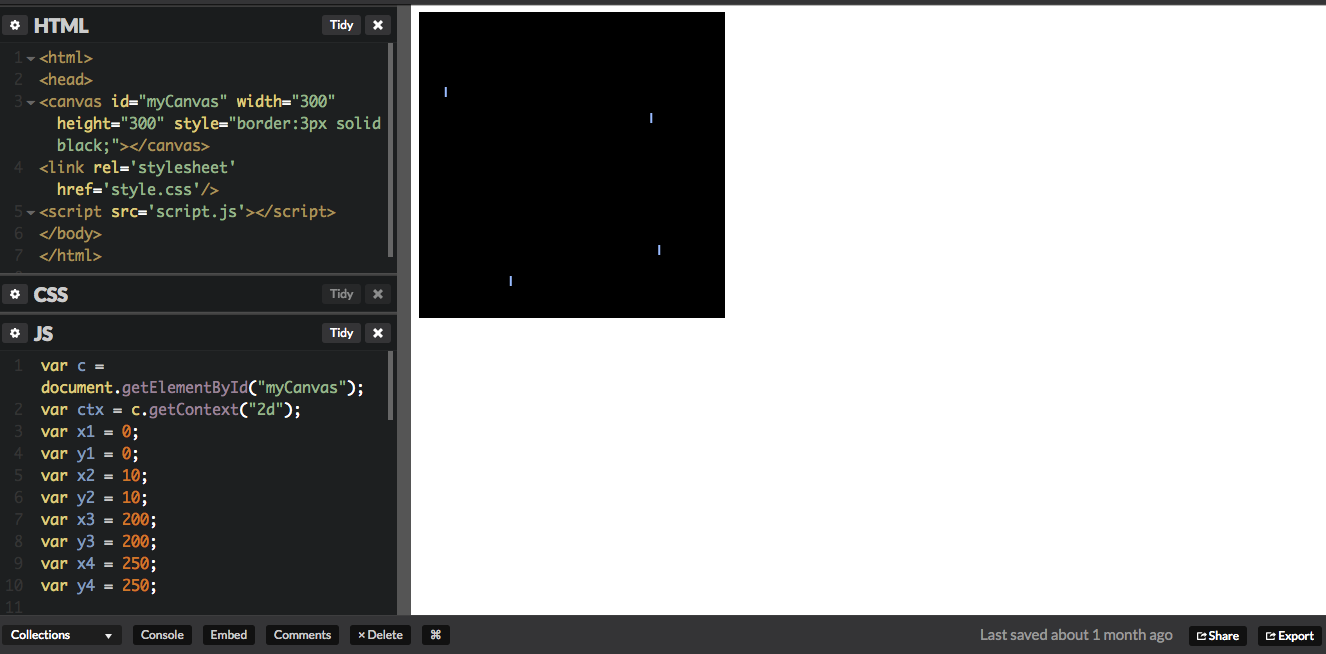 HTML Tidy
1 <html>
2 <head>
3 <canvas id="myCanvas" width="300"
height="300" style="border:3px solid
black;"></canvas>
4 <link rel='stylesheet'
href='style.css'/>
5 <script src='script.js'></script>
6 </body>
7 </html>
CSS Tidy
JS Tidy
1 var c =
document.getElementById("myCanvas");
2 var ctx = c.getContext("2d");
3 var x1 = 0;
4 var y1 = 0;
5 var x2 = 10;
6 var y2 = 10;
7 var x3 = 200;
8 var y3 = 200;
9 var x4 = 250;
10 var y4 = 250;
11
Collections Console Embed Comments × Delete ⌘ Last saved about 1 month ago Share Export